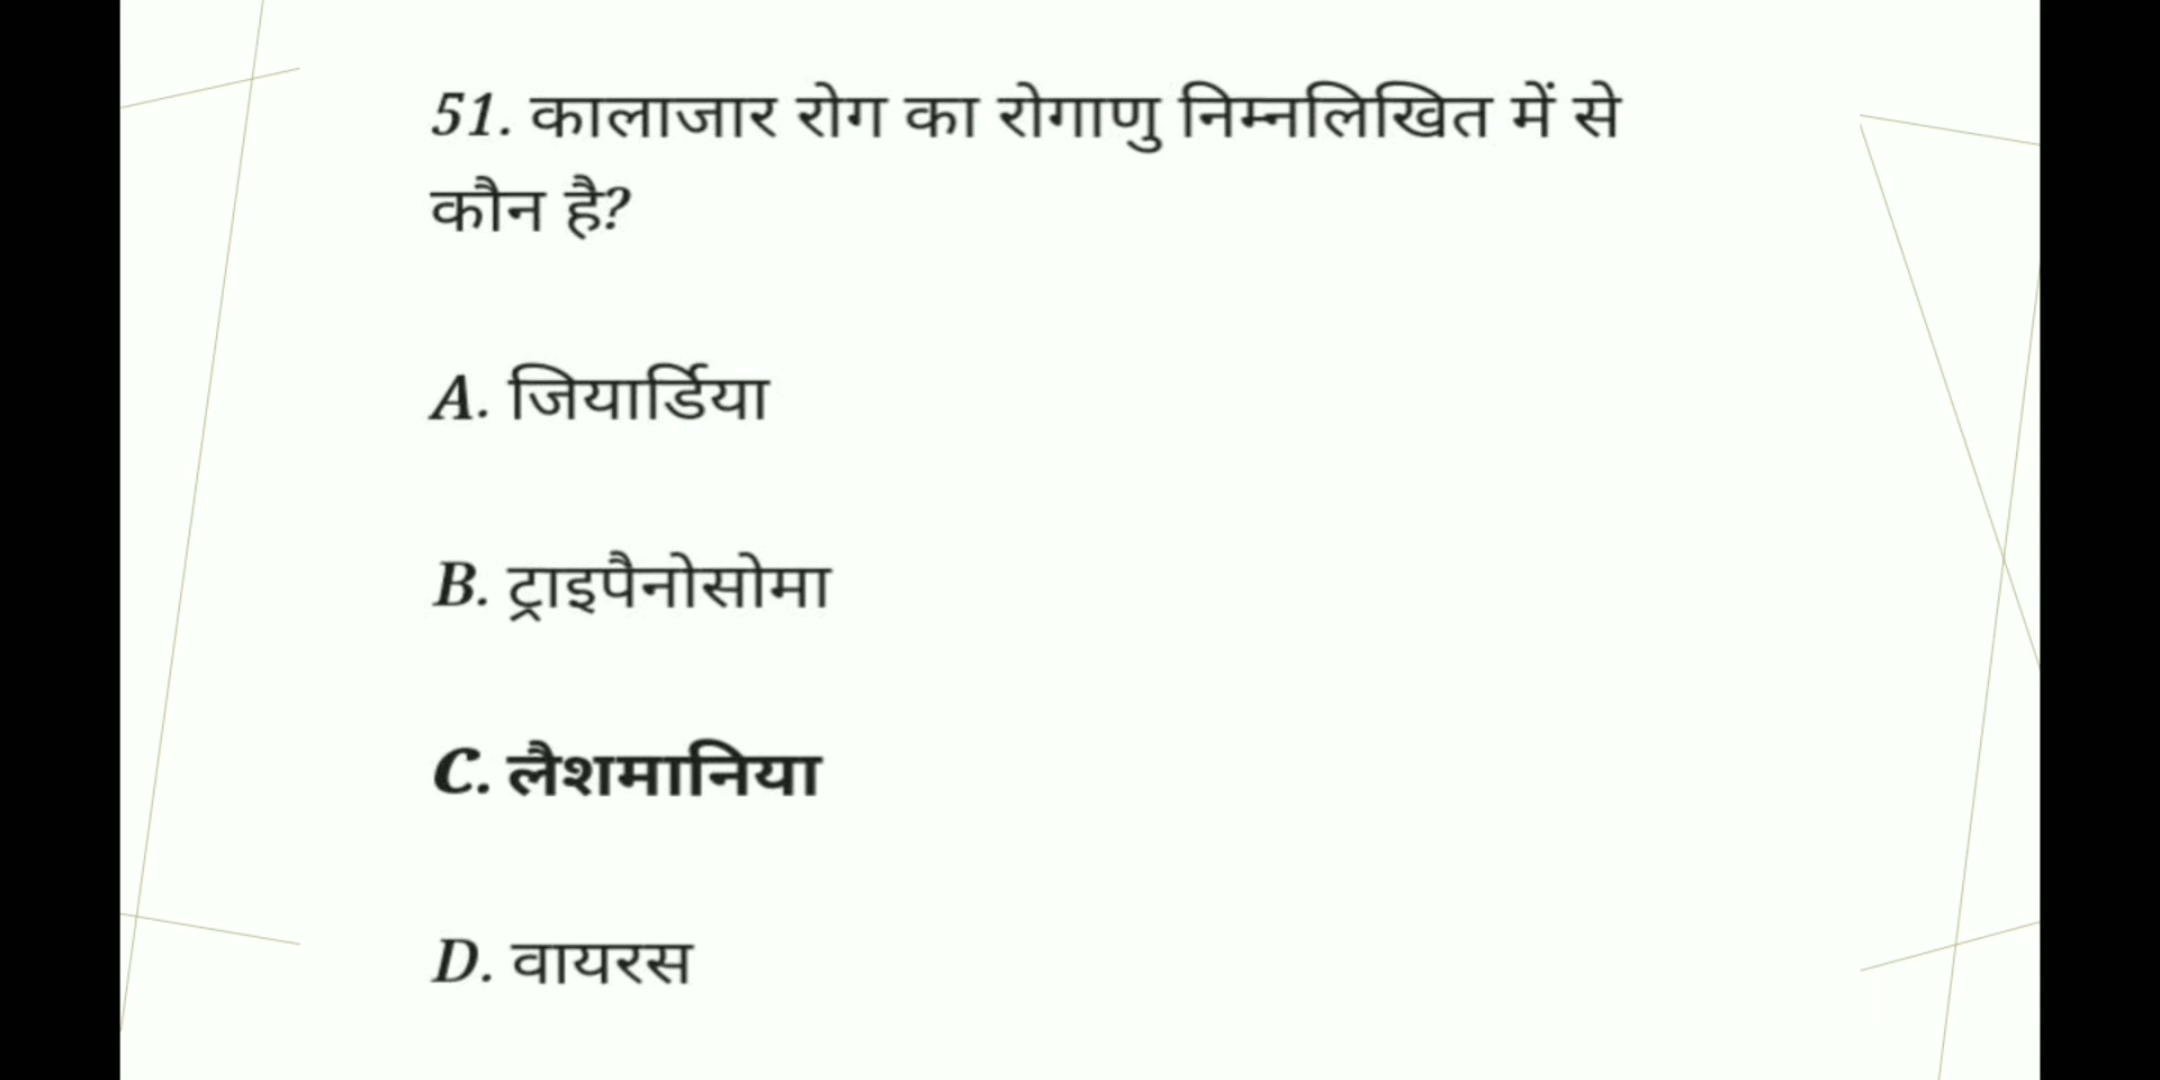 51. कालाजार रोग का रोगाणु निम्नलिखित में से
कौन है?
A. जियार्डिया
B. ट्राइपैनोसोमा
C. लैशमानिया
D. वायरस